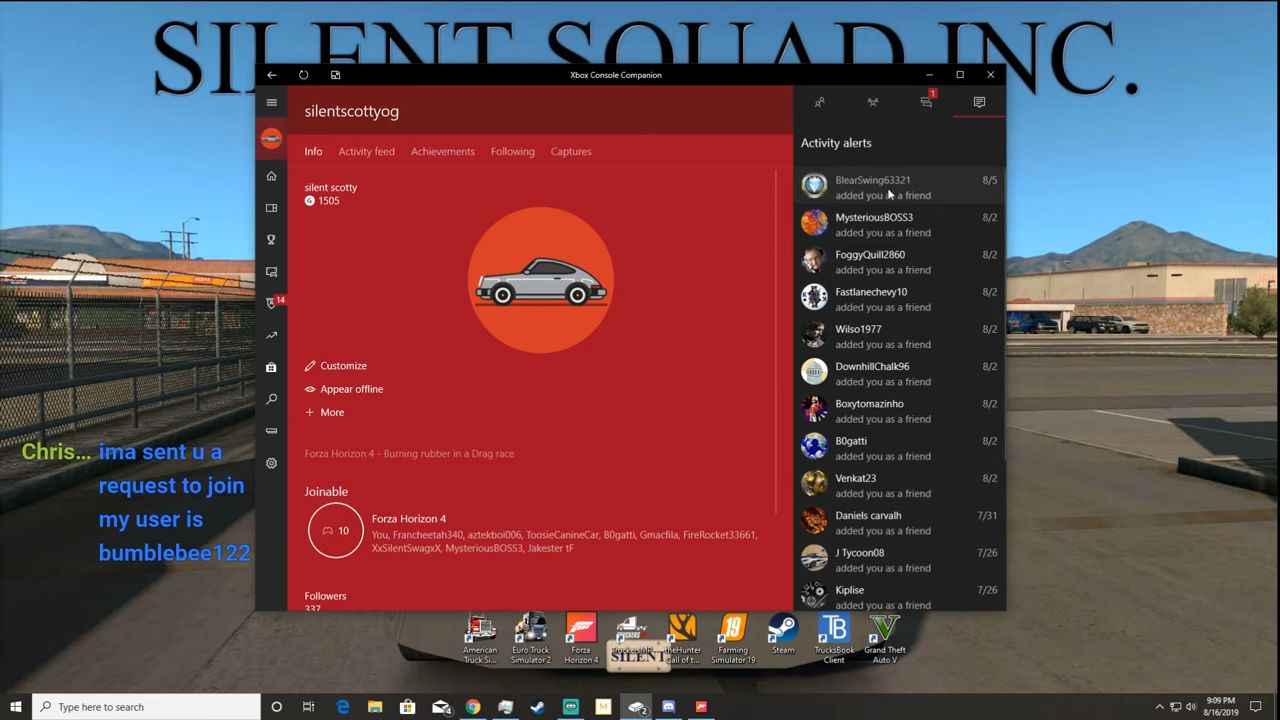 SILENT SQUAD INC.
Xbox Console Companion
silentscottyog
Info
Activity feed
Achievements
Following
Captures
silent scotty
G 1505
Customize
Appear offline
More
Forza Horizon 4 - Burning rubber in a Drag race
Joinable
10
Forza Horizon 4
You, Francheetah340, aztekboi006, ToosieCanineCar, B0gatti, Gmacfila, FireRocket33661,
XxSilentSwagxX, MysteriousBOSS3, Jakester tF
Followers
337
14
1
Activity alerts
BlearSwing63321 8/5
added you as a friend
MysteriousBOSS3 8/2
added you as a friend
FoggyQuill2860 8/2
added you as a friend
Fastlanechevy10 8/2
added you as a friend
Wilso1977 8/2
added you as a friend
DownhillChalk96 8/2
added you as a friend
Boxytomazinho 8/2
added you as a friend
B0gatti 8/2
added you as a friend
Venkat23 8/2
added you as a friend
Daniels carvalh 7/31
added you as a friend
J Tycoon08 7/26
added you as a friend
Kiplise 7/26
added you as a friend
Chris… ima sent u a
request to join
my user is
bumblebee122
American
Truck Si...
Euro Truck
Simulator 2
Forza
Horizon 4
TruckersMP
theHunter
Call of t...
Farming
Simulator 19
Steam
TrucksBook
Client
Grand Theft
Auto V
SILENT
Type here to search
9:09 PM
8/16/2019